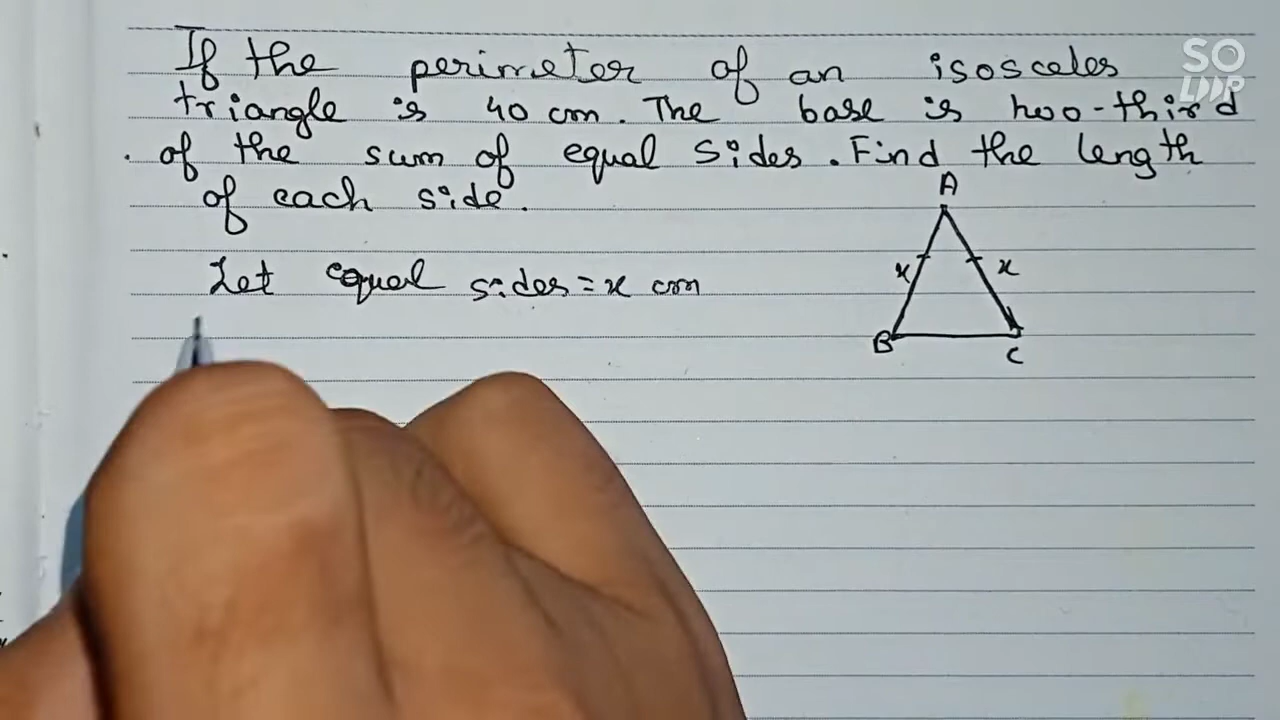 If the perimeter of an isosceles
triangle is 40 cm. The base is two-third
of the sum of equal sides. Find the length
of each side.
Let equal sides = x cm
A
x x
B C
SO
LOOP